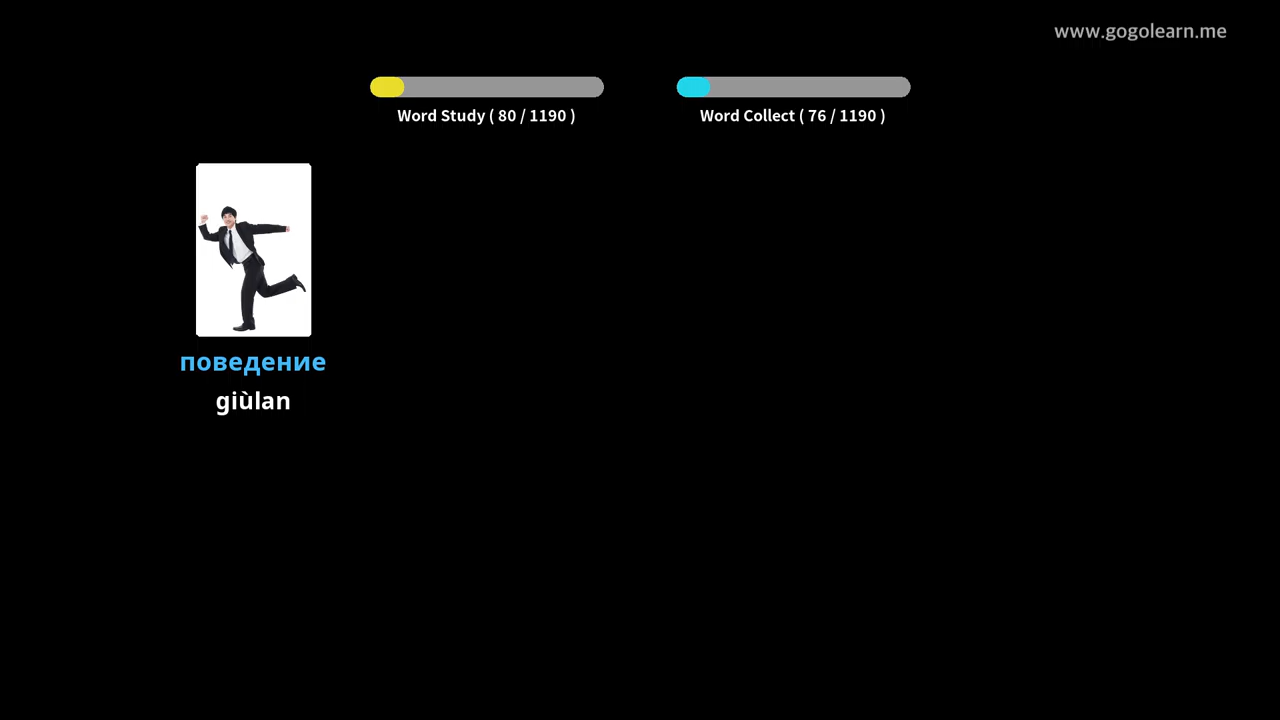 www.gogolearn.me
Word Study ( 80 / 1190 )
Word Collect ( 76 / 1190 )
поведение
giùlan